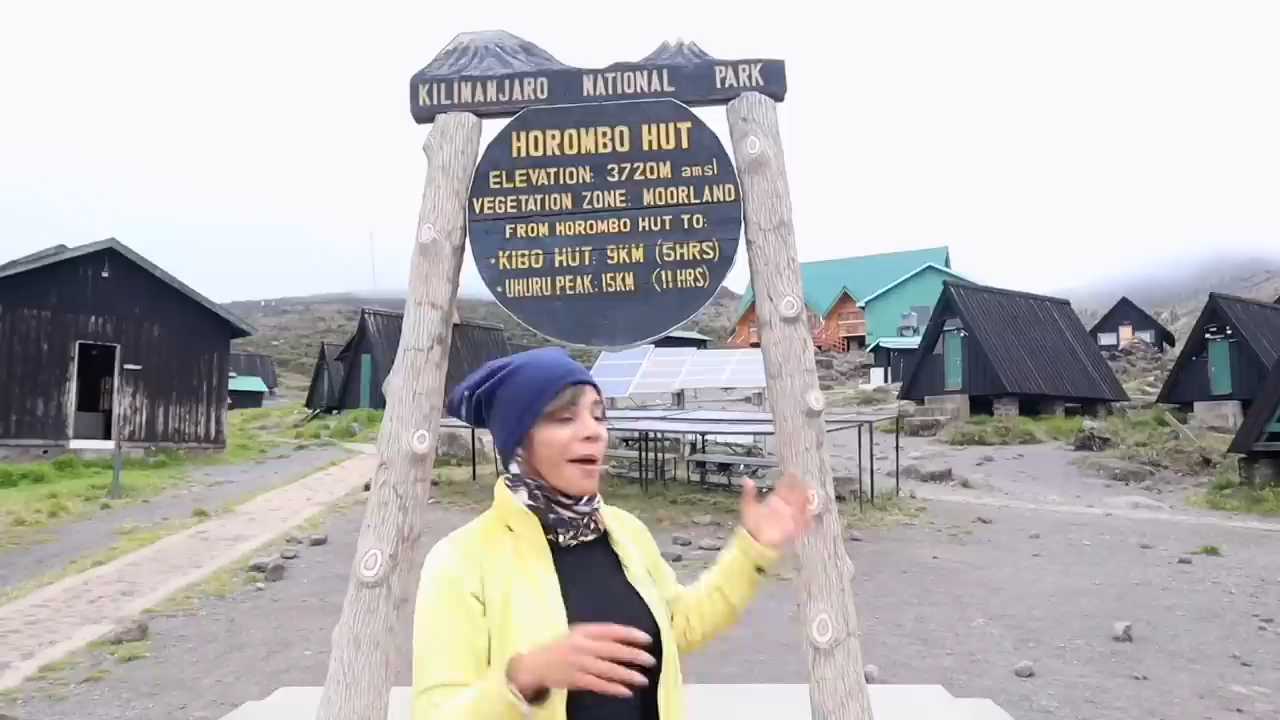 KILIMANJARO NATIONAL PARK
HOROMBO HUT
ELEVATION: 3720M amsl
VEGETATION ZONE: MOORLAND
FROM HOROMBO HUT TO:
•KIBO HUT: 9KM (5HRS)
•UHURU PEAK: 15KM (11 HRS)